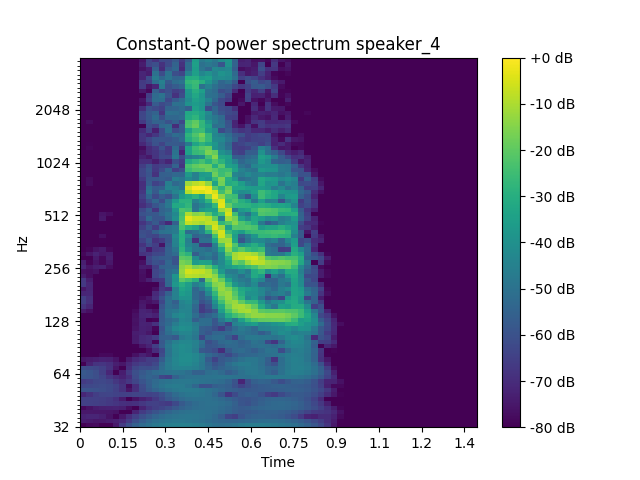 Constant-Q power spectrum speaker_4
Hz
2048
1024
512
256
128
64
32
0 0.15 0.3 0.45 0.6 0.75 0.9 1.1 1.2 1.4
Time
+0 dB
-10 dB
-20 dB
-30 dB
-40 dB
-50 dB
-60 dB
-70 dB
-80 dB